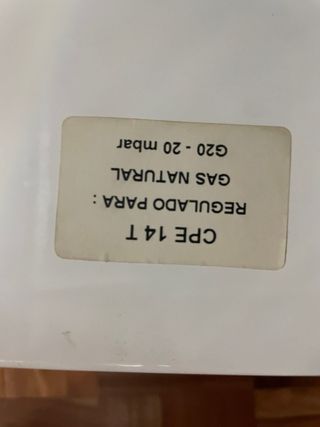 CPE 14 T
REGULADO PARA :
GAS NATURAL
G20 - 20 mbar